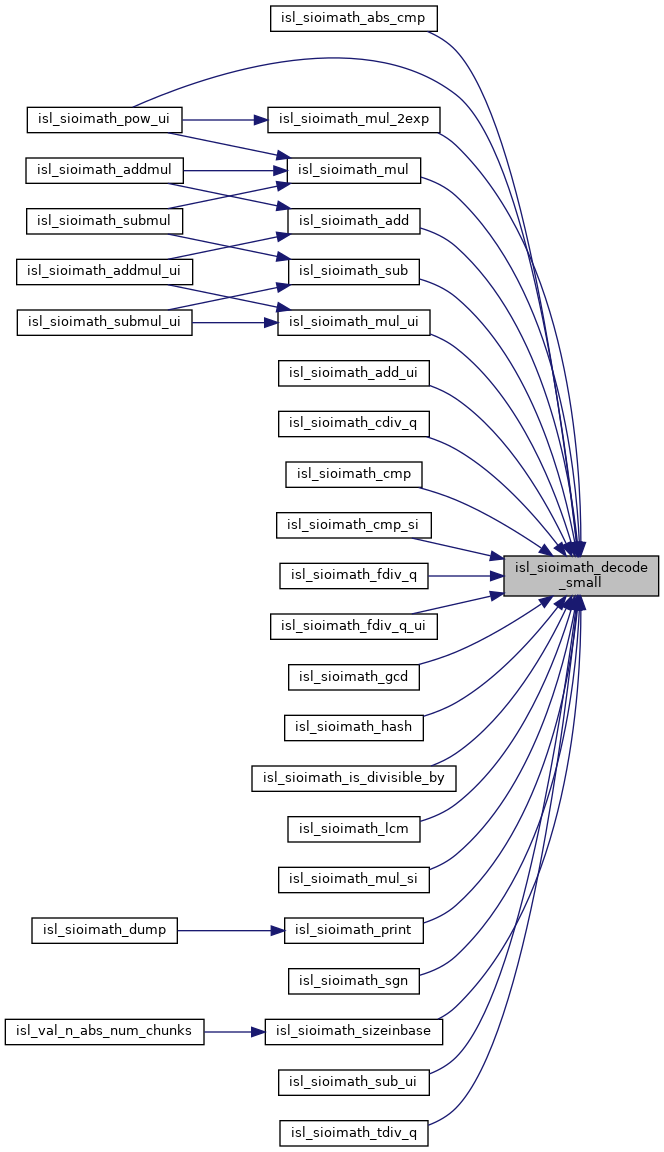 isl_sioimath_abs_cmp
isl_sioimath_pow_ui
isl_sioimath_mul_2exp
isl_sioimath_addmul
isl_sioimath_mul
isl_sioimath_submul
isl_sioimath_add
isl_sioimath_addmul_ui
isl_sioimath_sub
isl_sioimath_submul_ui
isl_sioimath_mul_ui
isl_sioimath_add_ui
isl_sioimath_cdiv_q
isl_sioimath_cmp
isl_sioimath_cmp_si
isl_sioimath_decode
_small
isl_sioimath_fdiv_q
isl_sioimath_fdiv_q_ui
isl_sioimath_gcd
isl_sioimath_hash
isl_sioimath_is_divisible_by
isl_sioimath_lcm
isl_sioimath_mul_si
isl_sioimath_dump
isl_sioimath_print
isl_sioimath_sgn
isl_val_n_abs_num_chunks
isl_sioimath_sizeinbase
isl_sioimath_sub_ui
isl_sioimath_tdiv_q